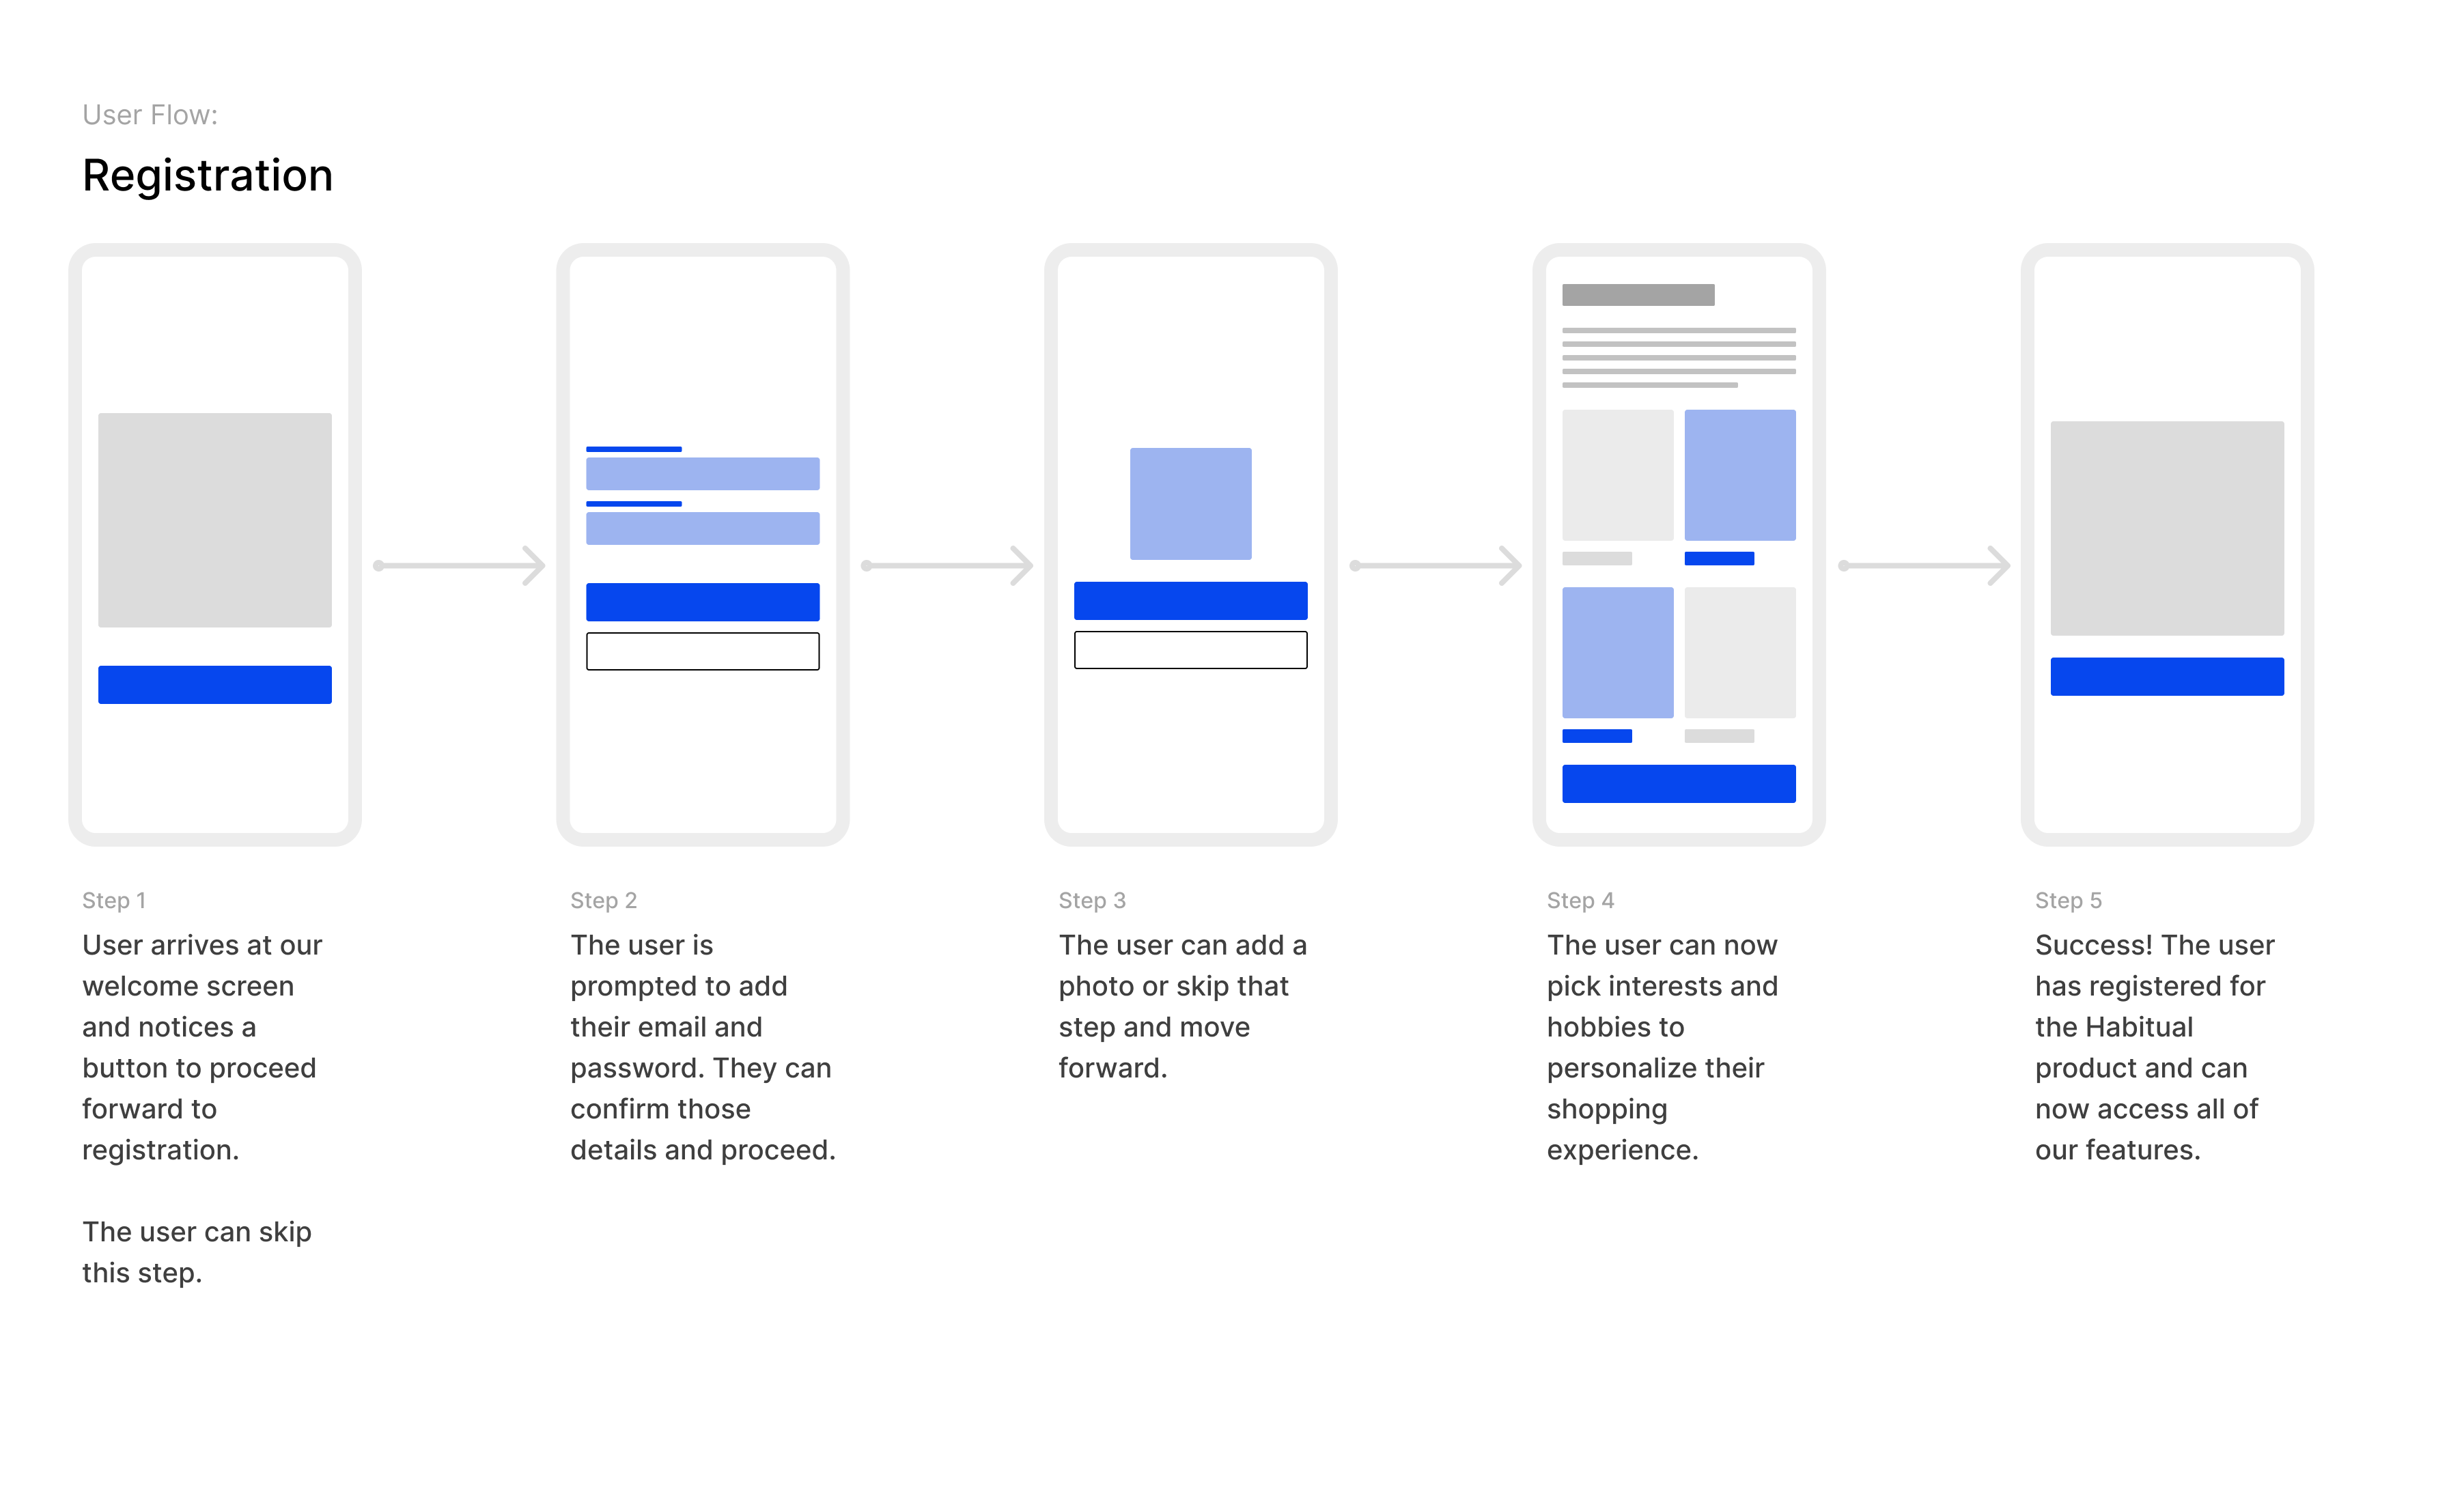 User Flow:
Registration
Step 1
User arrives at our
welcome screen
and notices a
button to proceed
forward to
registration.
The user can skip
this step.
Step 2
The user is
prompted to add
their email and
password. They can
confirm those
details and proceed.
Step 3
The user can add a
photo or skip that
step and move
forward.
Step 4
The user can now
pick interests and
hobbies to
personalize their
shopping
experience.
Step 5
Success! The user
has registered for
the Habitual
product and can
now access all of
our features.